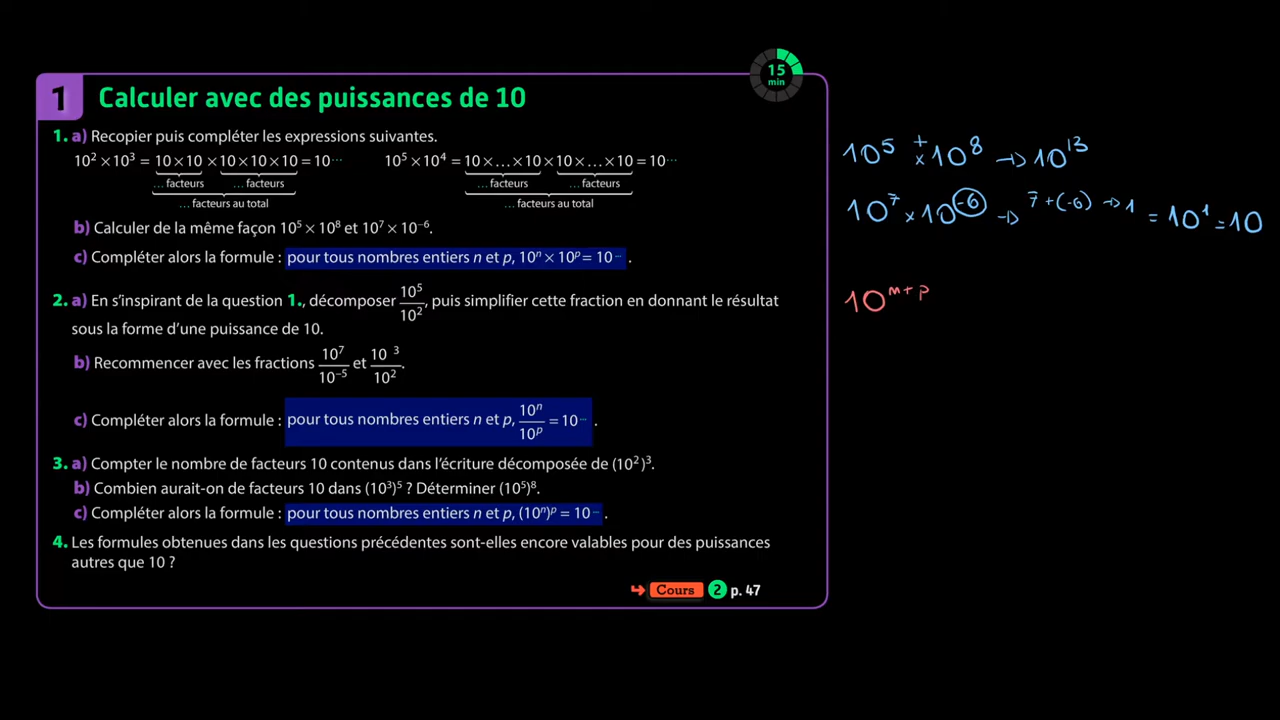 15 min
1 Calculer avec des puissances de 10
1. a) Recopier puis compléter les expressions suivantes.
10² × 10³ = 10 × 10 × 10 × 10 × 10 = 10··· 10⁵ × 10⁴ = 10 × ... × 10 × 10 × ... × 10 = 10···
... facteurs ... facteurs ... facteurs ... facteurs
... facteurs au total ... facteurs au total
b) Calculer de la même façon 10⁵ × 10⁸ et 10⁷ × 10⁻⁶.
c) Compléter alors la formule : pour tous nombres entiers n et p, 10ⁿ × 10ᵖ = 10··· .
2. a) En s'inspirant de la question 1., décomposer 10⁵/10², puis simplifier cette fraction en donnant le résultat
sous la forme d'une puissance de 10.
b) Recommencer avec les fractions 10⁷/10⁻⁵ et 10 ³/10².
c) Compléter alors la formule : pour tous nombres entiers n et p, 10ⁿ/10ᵖ = 10··· .
3. a) Compter le nombre de facteurs 10 contenus dans l'écriture décomposée de (10²)³.
b) Combien aurait-on de facteurs 10 dans (10³)⁵ ? Déterminer (10⁵)⁸.
c) Compléter alors la formule : pour tous nombres entiers n et p, (10ⁿ)ᵖ = 10··· .
4. Les formules obtenues dans les questions précédentes sont-elles encore valables pour des puissances
autres que 10 ?
↪ Cours 2 p. 47
10⁵ ⁺× 10⁸ → 10¹³
10⁷ × 10⁻⁶ → 7 + (-6) → 1 = 10¹ = 10
10ⁿ⁺ᵖ